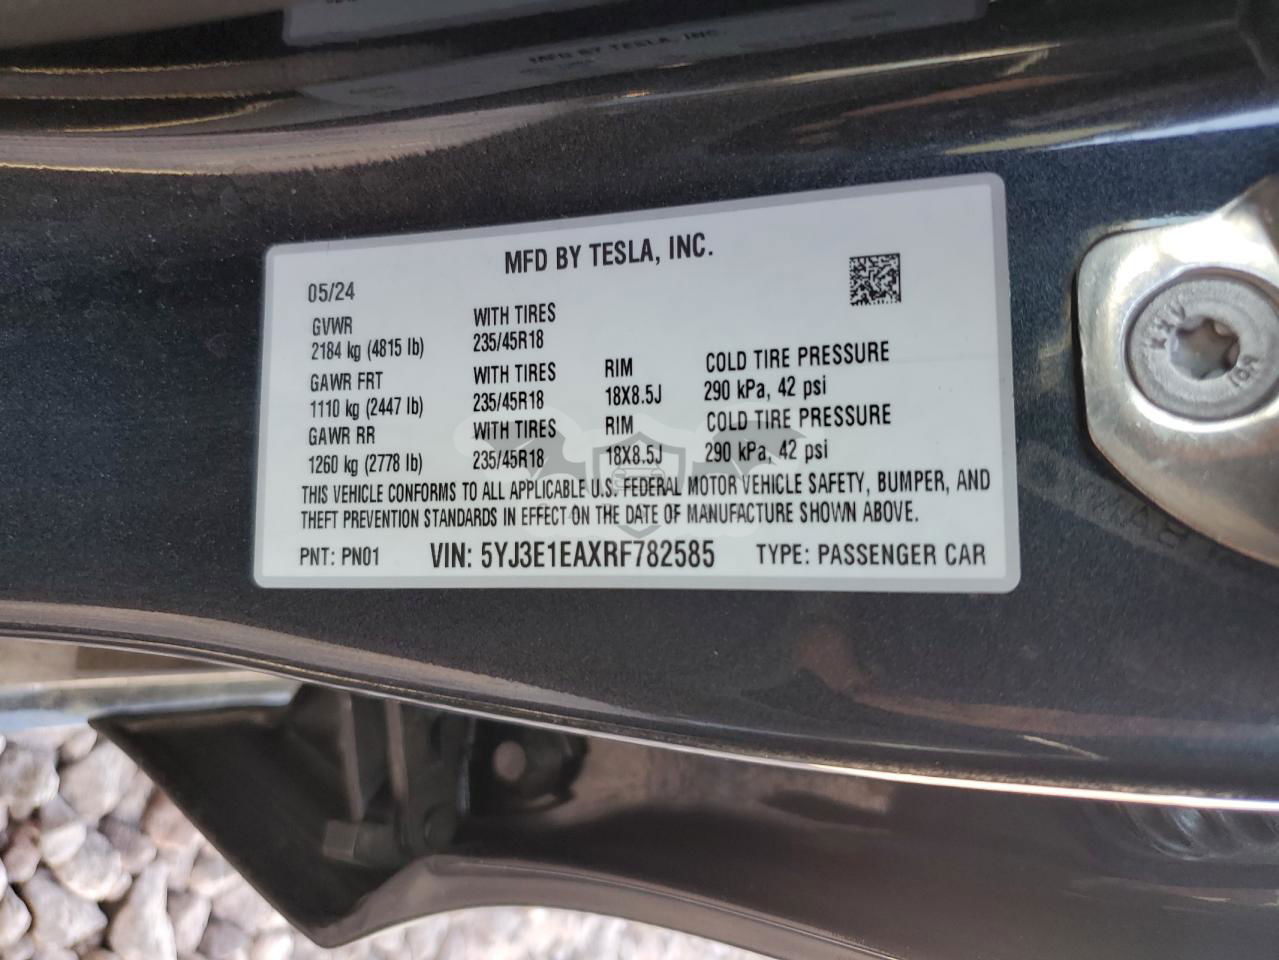 MFD BY TESLA, INC.
MFD BY TESLA, INC.
05/24
GVWR
2184 kg (4815 lb)
WITH TIRES
235/45R18
GAWR FRT
1110 kg (2447 lb)
WITH TIRES
235/45R18
RIM
18X8.5J
COLD TIRE PRESSURE
290 kPa, 42 psi
GAWR RR
1260 kg (2778 lb)
WITH TIRES
235/45R18
RIM
18X8.5J
COLD TIRE PRESSURE
290 kPa, 42 psi
THIS VEHICLE CONFORMS TO ALL APPLICABLE U.S. FEDERAL MOTOR VEHICLE SAFETY, BUMPER, AND
THEFT PREVENTION STANDARDS IN EFFECT ON THE DATE OF MANUFACTURE SHOWN ABOVE.
PNT: PN01 VIN: 5YJ3E1EAXRF782585 TYPE: PASSENGER CAR